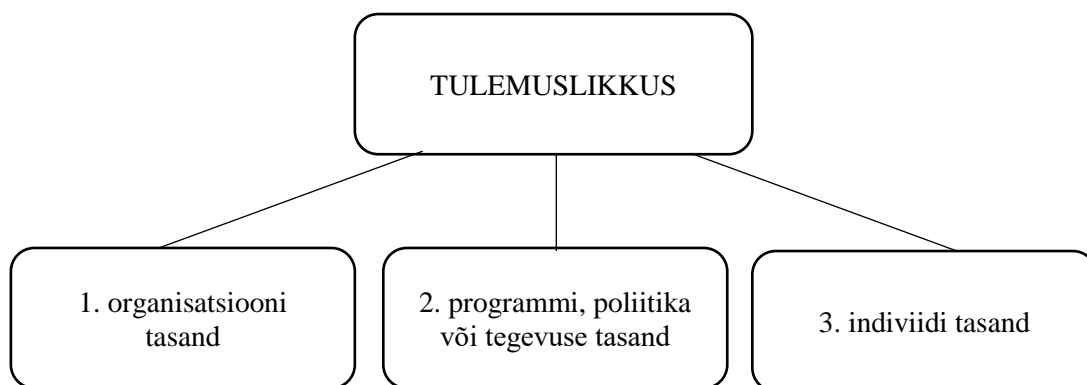 TULEMUSLIKKUS
1. organisatsiooni
tasand
2. programmi, poliitika
või tegevuse tasand
3. indiviidi tasand